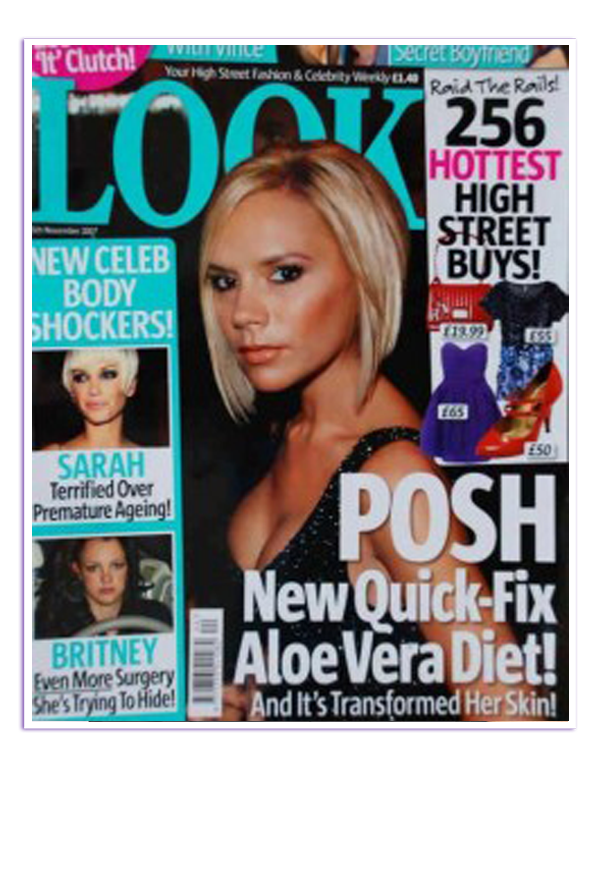 'It' Clutch!
With Vince
Secret Boyfriend
Your High Street Fashion & Celebrity Weekly £1.40
LOOK
November 2007
NEW CELEB
BODY
SHOCKERS!
SARAH
Terrified Over
Premature Ageing!
BRITNEY
Even More Surgery
She's Trying To Hide!
Raid The Rails!
256
HOTTEST
HIGH
STREET
BUYS!
£19.99
£55
£65
£50
POSH
New Quick-Fix
Aloe Vera Diet!
And It's Transformed Her Skin!